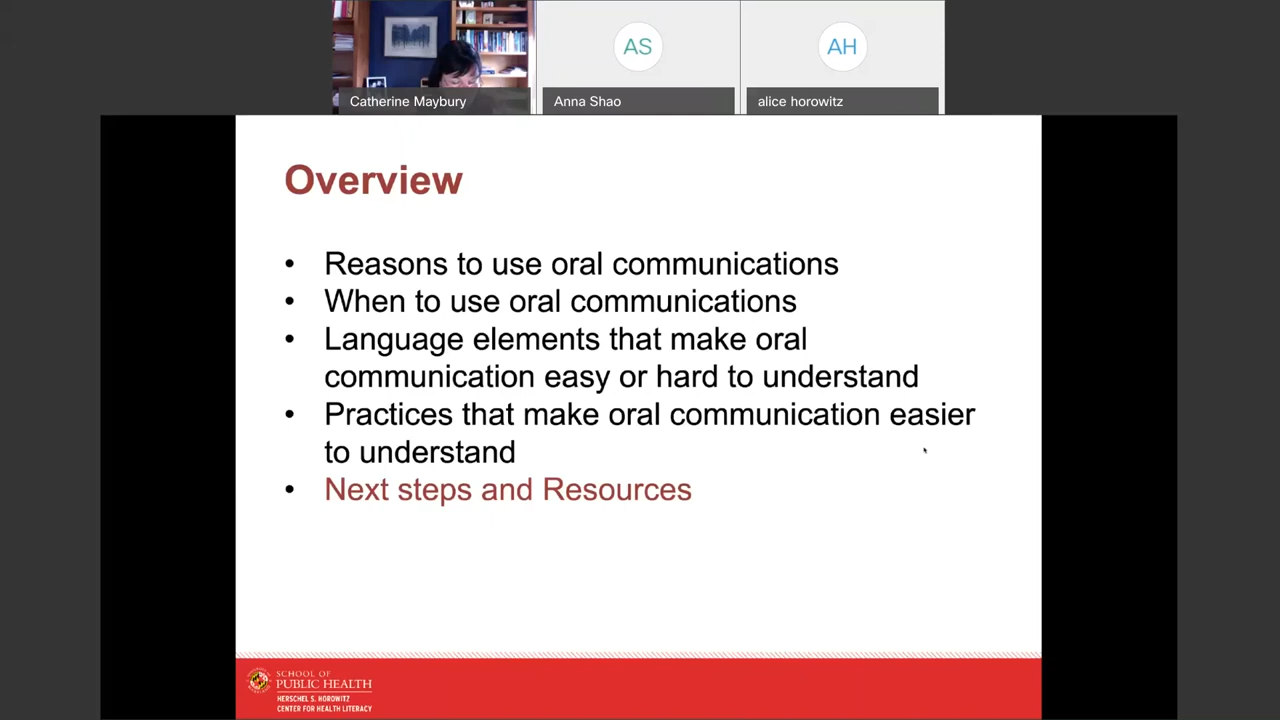 AS
AH
Catherine Maybury
Anna Shao
alice horowitz
Overview
• Reasons to use oral communications
• When to use oral communications
• Language elements that make oral
communication easy or hard to understand
• Practices that make oral communication easier
to understand
• Next steps and Resources
SCHOOL OF
PUBLIC HEALTH
HERSCHEL S. HOROWITZ
CENTER FOR HEALTH LITERACY